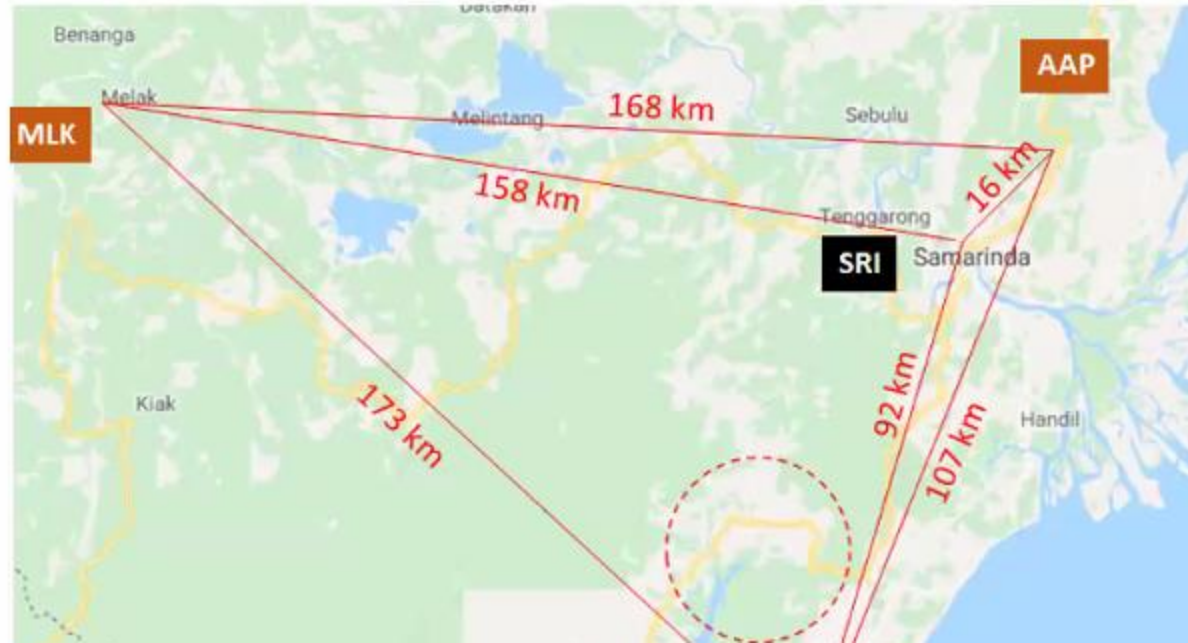 Benanga
AAP
Melak
168 km
Sebulu
MLK
Melintang
16 km
158 km
Tenggarong
SRI
Samarinda
173 km
92 km
Kiak
Handil
107 km